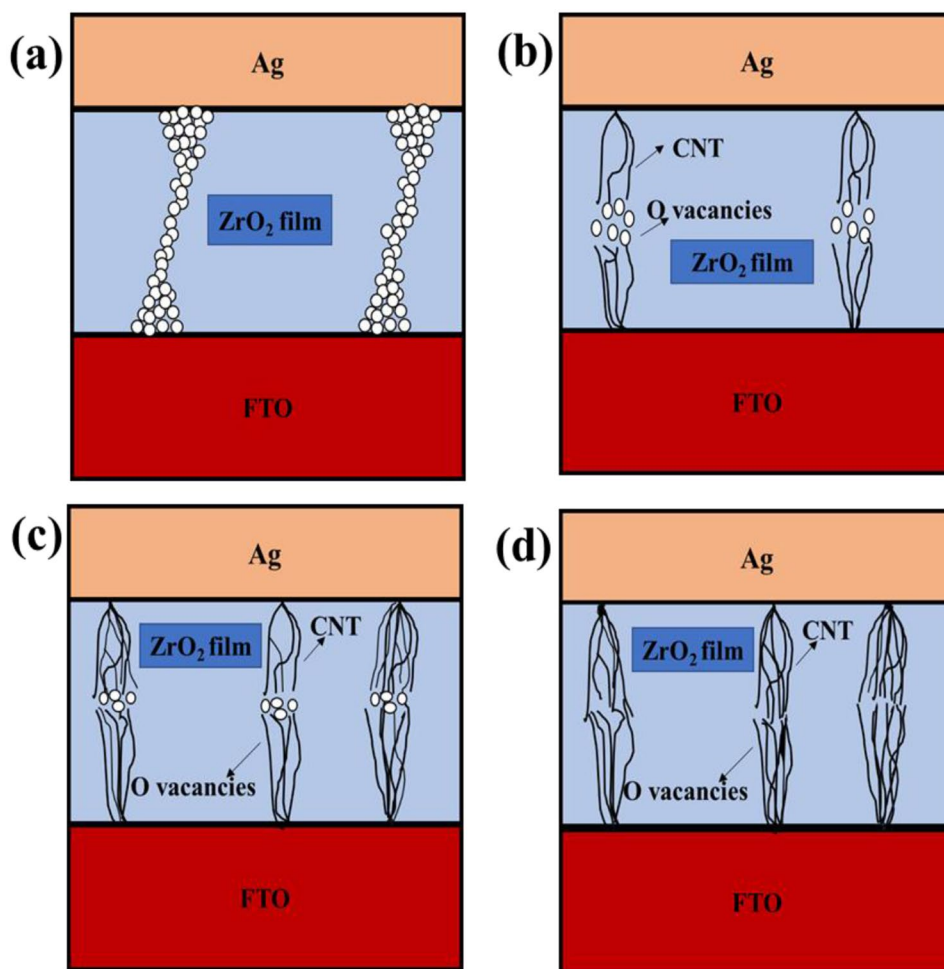 (a)
Ag
ZrO₂ film
FTO
(b)
Ag
CNT
O vacancies
ZrO₂ film
FTO
(c)
Ag
ZrO₂ film
CNT
O vacancies
FTO
(d)
Ag
ZrO₂ film
CNT
O vacancies
FTO